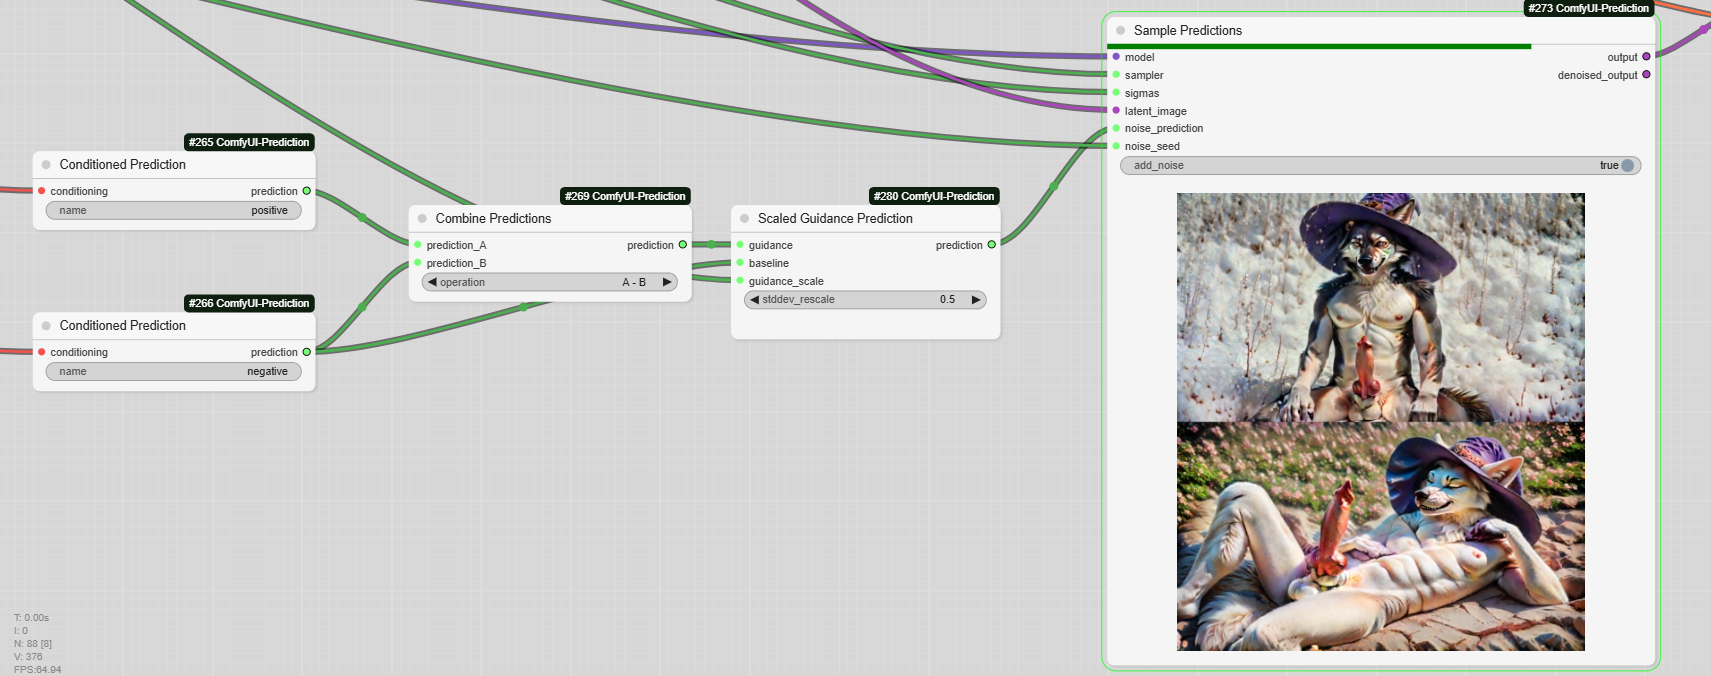 #273 ComfyUI-Prediction
Sample Predictions
model
output
sampler
denoised_output
sigmas
latent_image
noise_prediction
noise_seed
add_noise
true
#265 ComfyUI-Prediction
Conditioned Prediction
conditioning
prediction
name
positive
#269 ComfyUI-Prediction
Combine Predictions
prediction_A
prediction
prediction_B
operation
A - B
#280 ComfyUI-Prediction
Scaled Guidance Prediction
guidance
prediction
baseline
guidance_scale
stddev_rescale
0.5
#266 ComfyUI-Prediction
Conditioned Prediction
conditioning
prediction
name
negative
T: 0.00s
I: 0
N: 88 [8]
V: 376
FPS:64.94